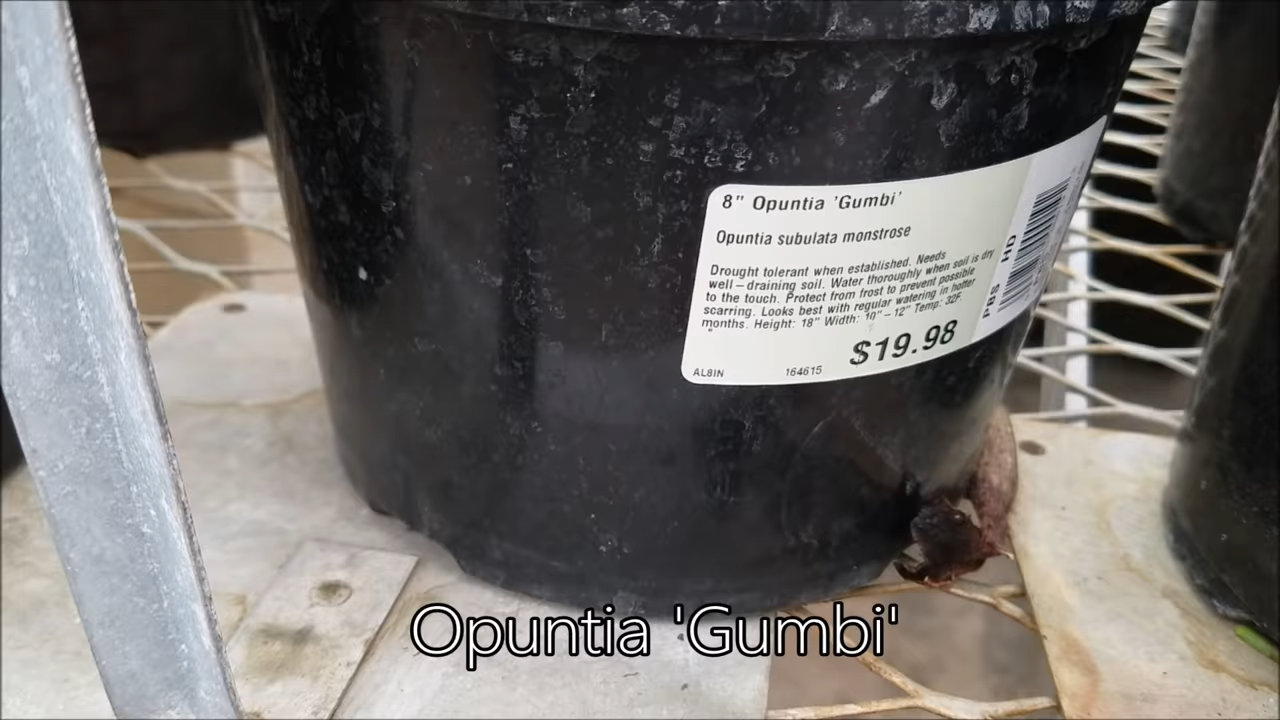 8" Opuntia 'Gumbi'
Opuntia subulata monstrose
Drought tolerant when established. Needs
well-draining soil. Water thoroughly when soil is dry
to the touch. Protect from frost to prevent possible
scarring. Looks best with regular watering in hotter
months. Height: 18" Width: 10"-12" Temp: 32F.
$19.98
AL8IN 164615
PBS HD
Opuntia 'Gumbi'